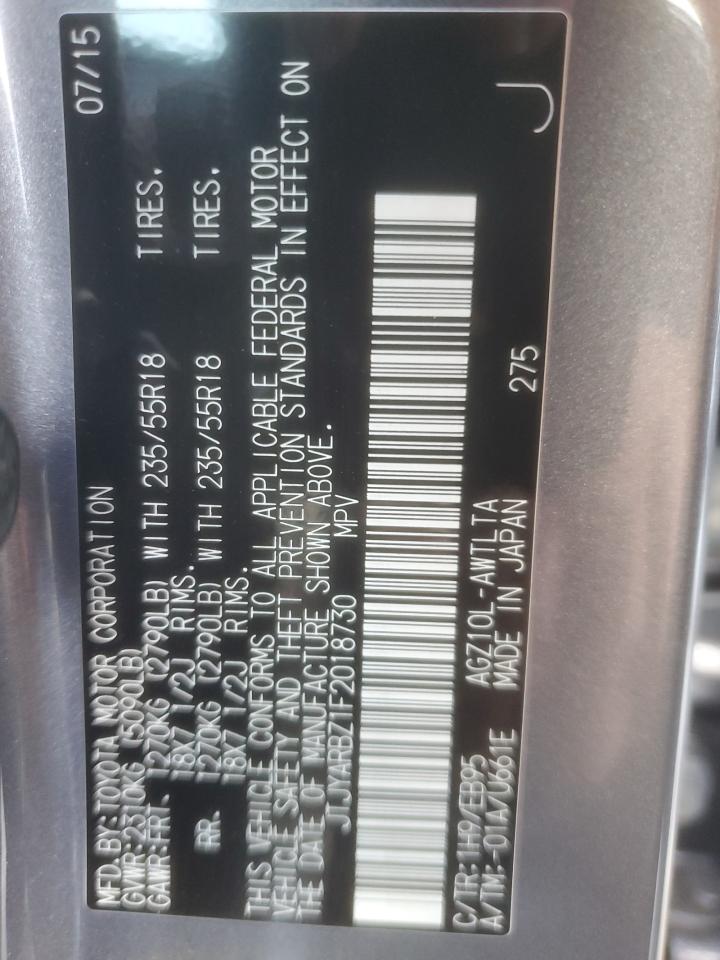 MFD.BY:TOYOTA MOTOR CORPORATION 07/15
GVWR:2310KG (5090LB)
GAWR:FRT. 1270KG (2790LB) WITH 235/55R18 TIRES.
18X7 1/2J RIMS.
RR. 1270KG (2790LB) WITH 235/55R18 TIRES.
18X7 1/2J RIMS.
THIS VEHICLE CONFORMS TO ALL APPLICABLE FEDERAL MOTOR
VEHICLE SAFETY AND THEFT PREVENTION STANDARDS IN EFFECT ON
THE DATE OF MANUFACTURE SHOWN ABOVE.
JTJYARBZ1F2018730 MPV
C/TR:1H9/EB95 AGZ10L-AWTLTA 275
A/TM:-01A/U661E MADE IN JAPAN
J